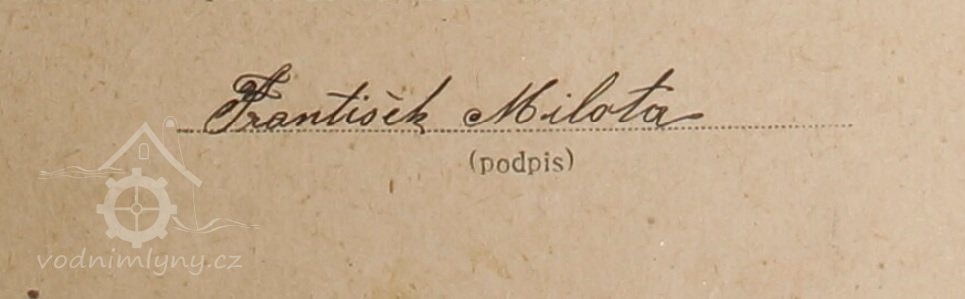 František Milota
(podpis)
vodnimlyny.cz